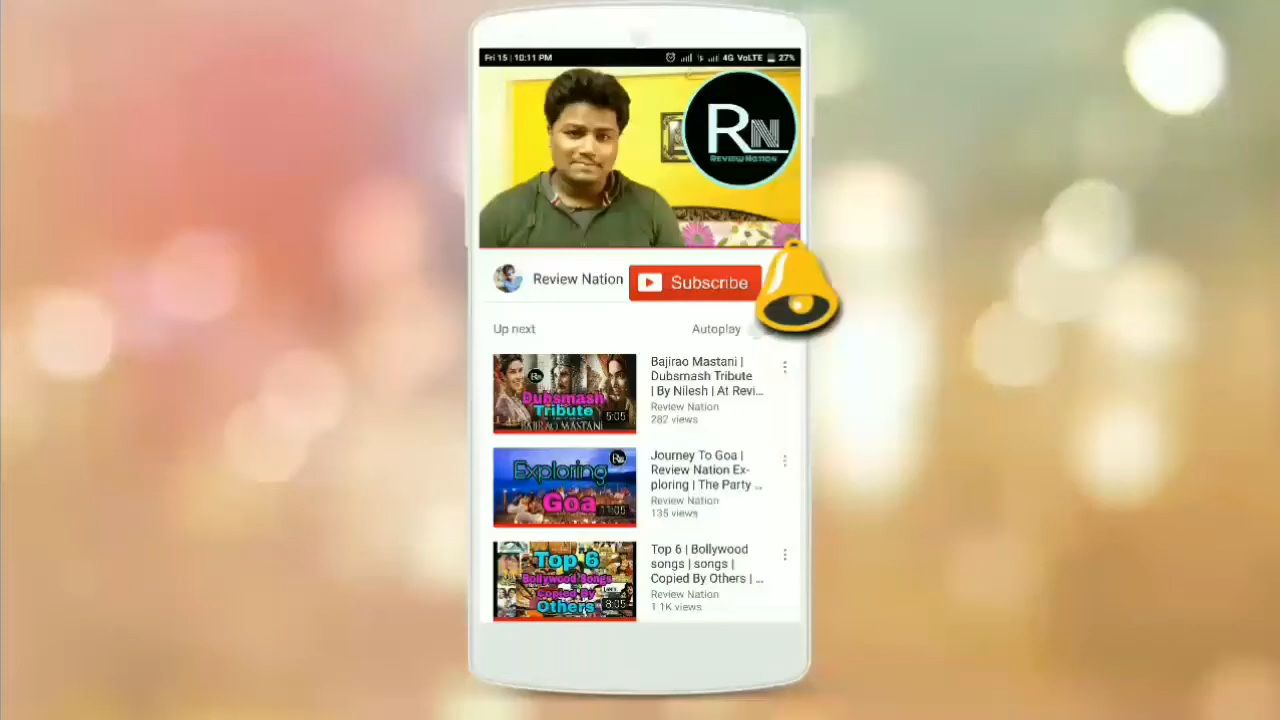 Fri 15 | 10:11 PM
4G VoLTE 27%
RN
Review Nation
Review Nation
Subscribe
Up next
Autoplay
Dubsmash
Tribute
BAJIRAO MASTANI
5:05
Bajirao Mastani |
Dubsmash Tribute
| By Nilesh | At Revi...
Review Nation
282 views
RN
Exploring
Goa
11:05
Journey To Goa |
Review Nation Ex-
ploring | The Party ...
Review Nation
135 views
Top 6
Bollywood Songs
Copied By
Others
8:05
Top 6 | Bollywood
songs | songs |
Copied By Others | ...
Review Nation
1.1K views